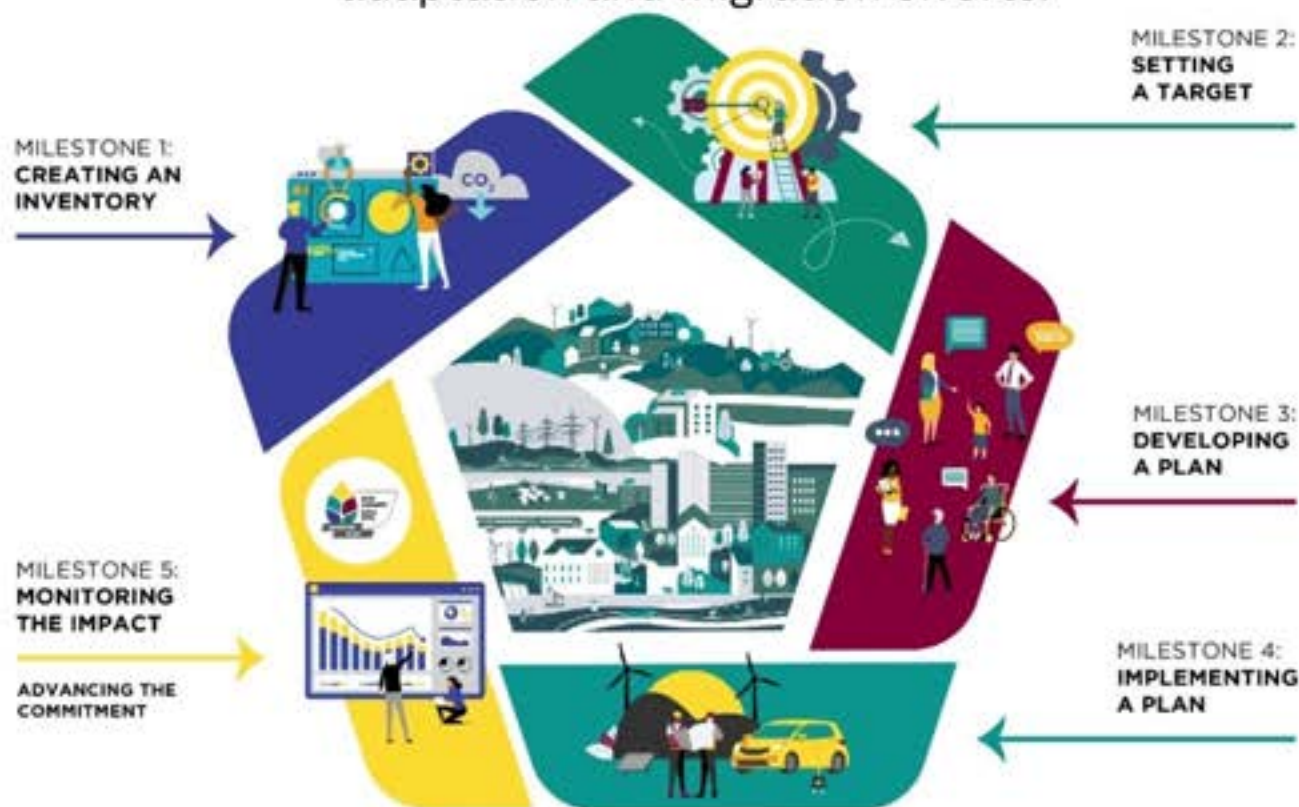 MILESTONE 1:
CREATING AN
INVENTORY
MILESTONE 2:
SETTING
A TARGET
MILESTONE 3:
DEVELOPING
A PLAN
MILESTONE 4:
IMPLEMENTING
A PLAN
MILESTONE 5:
MONITORING
THE IMPACT
ADVANCING THE
COMMITMENT
CO₂